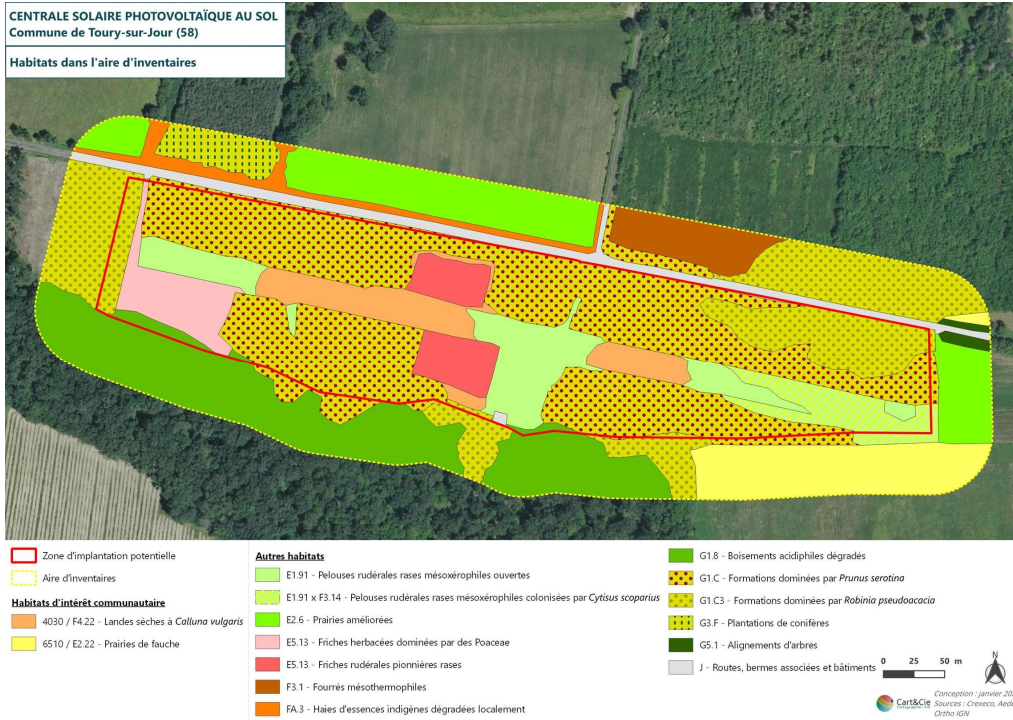 CENTRALE SOLAIRE PHOTOVOLTAÏQUE AU SOL
Commune de Toury-sur-Jour (58)
Habitats dans l'aire d'inventaires
Zone d'implantation potentielle
Aire d'inventaires
Habitats d'intérêt communautaire
4030 / F4.22 - Landes sèches à Calluna vulgaris
6510 / E2.22 - Prairies de fauche
Autres habitats
E1.91 - Pelouses rudérales rases mésoxérophiles ouvertes
E1.91 x F3.14 - Pelouses rudérales rases mésoxérophiles colonisées par Cytisus scoparius
E2.6 - Prairies améliorées
E5.13 - Friches herbacées dominées par des Poaceae
E5.13 - Friches rudérales pionnières rases
F3.1 - Fourrés mésothermophiles
FA.3 - Haies d'essences indigènes dégradées localement
G1.8 - Boisements acidiphiles dégradés
G1.C - Formations dominées par Prunus serotina
G1.C3 - Formations dominées par Robinia pseudoacacia
G3.F - Plantations de conifères
G5.1 - Alignements d'arbres
J - Routes, bermes associées et bâtiments
0 25 50 m
N
Cart&Cie
Conception : janvier 20
Sources : Crexeco, Aed
Ortho IGN